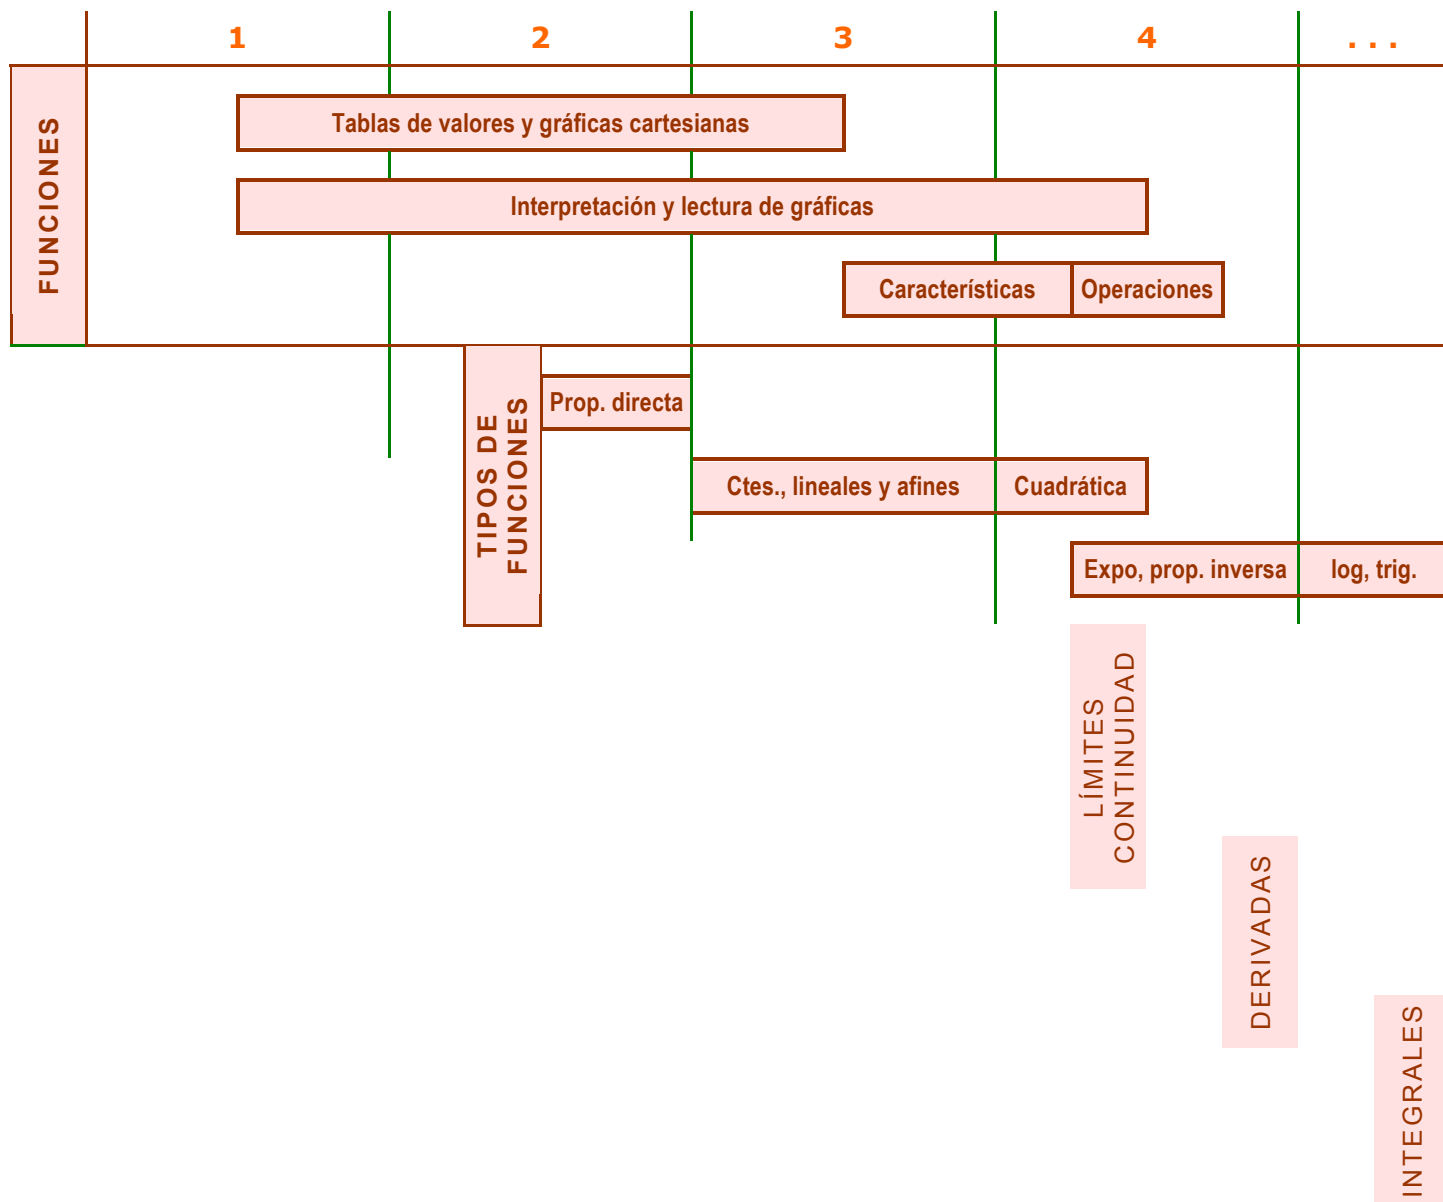 1 2 3 4 . . .
FUNCIONES
Tablas de valores y gráficas cartesianas
Interpretación y lectura de gráficas
Características Operaciones
TIPOS DE
FUNCIONES
Prop. directa
Ctes., lineales y afines Cuadrática
Expo, prop. inversa log, trig.
LÍMITES
CONTINUIDAD
DERIVADAS
INTEGRALES